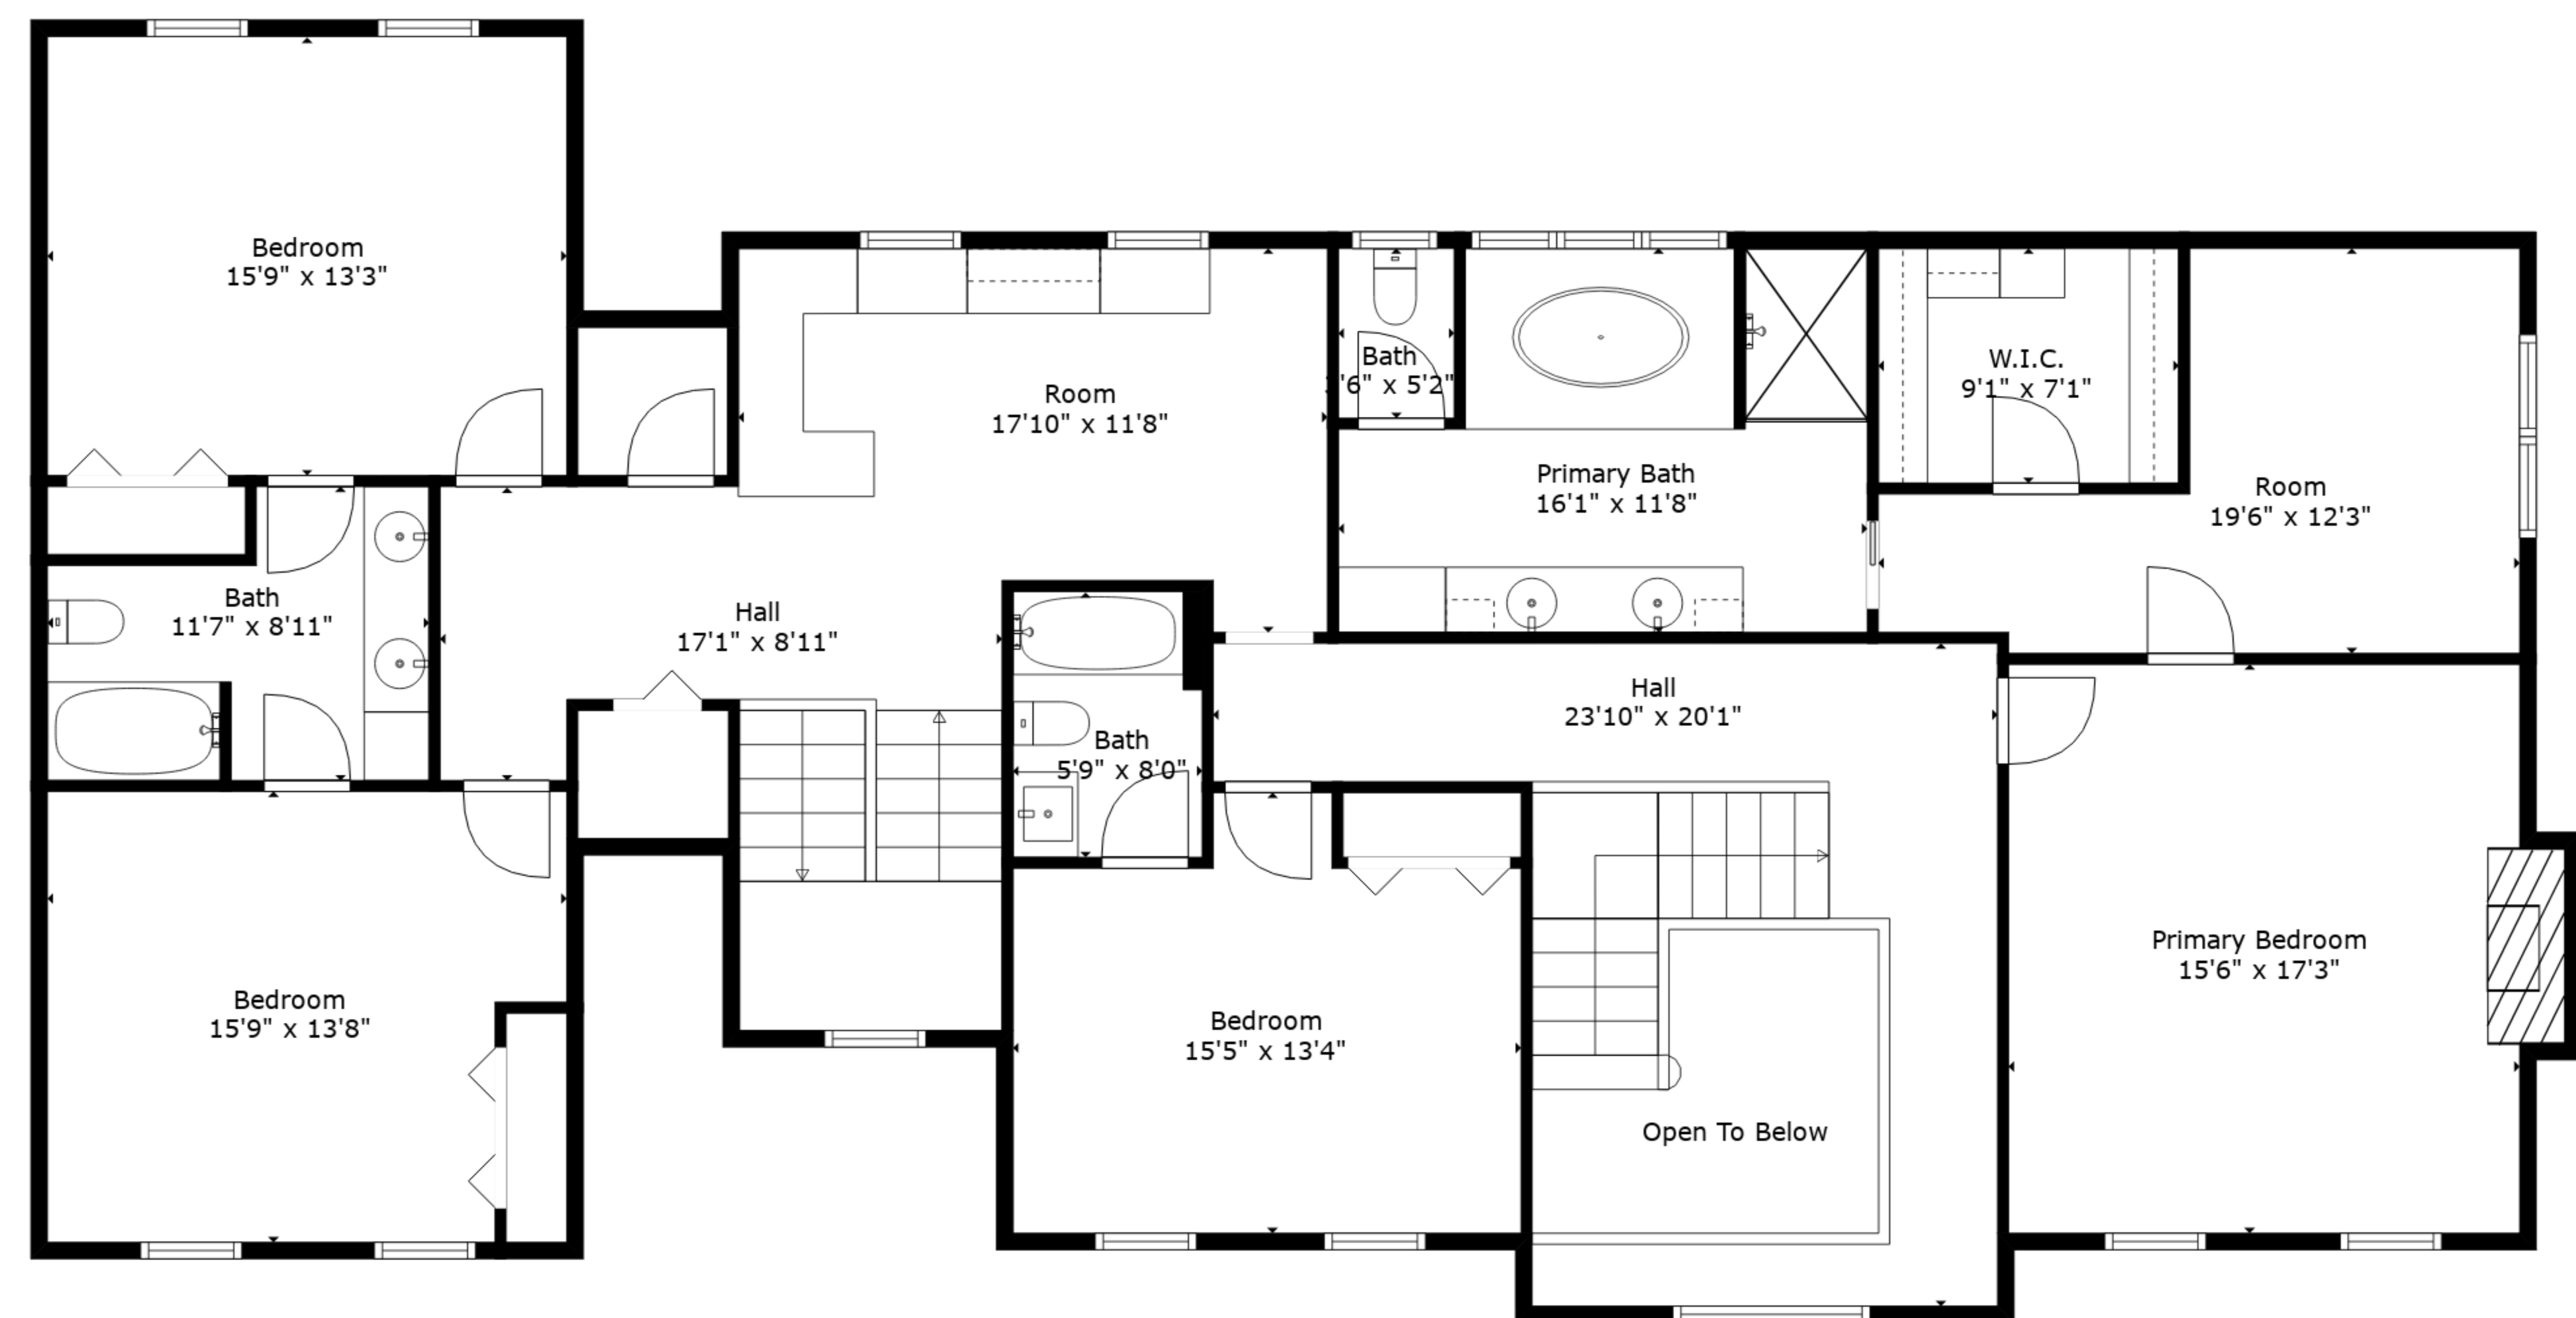 Bedroom
15'9" x 13'3"
Room
17'10" x 11'8"
Bath
'6" x 5'2"
W.I.C.
9'1" x 7'1"
Primary Bath
16'1" x 11'8"
Room
19'6" x 12'3"
Bath
11'7" x 8'11"
Hall
17'1" x 8'11"
Hall
23'10" x 20'1"
Bath
5'9" x 8'0"
Primary Bedroom
15'6" x 17'3"
Bedroom
15'9" x 13'8"
Bedroom
15'5" x 13'4"
Open To Below